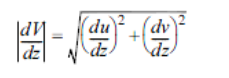 |dV/dz| = √((du/dz)² + (dv/dz)²)